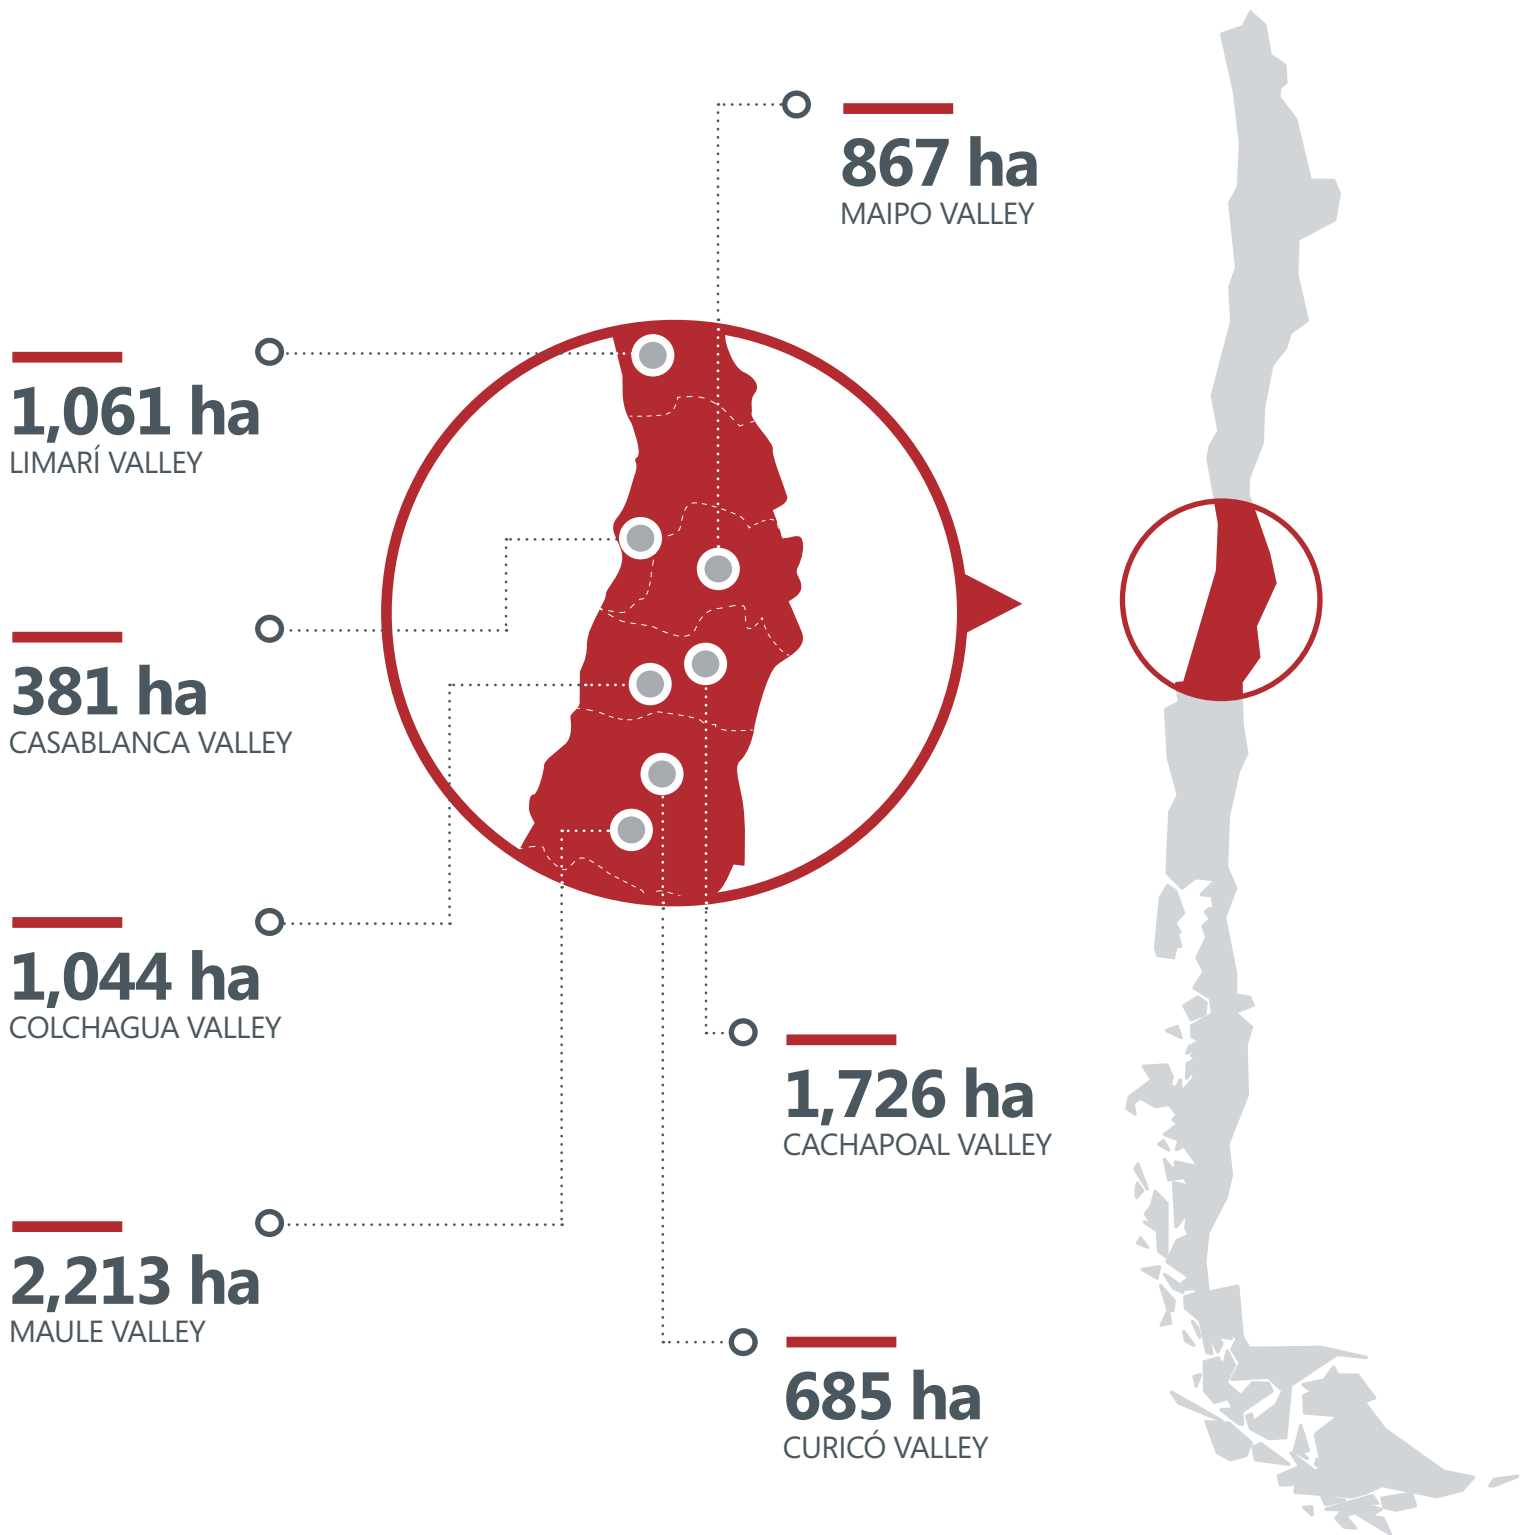 867 ha
MAIPO VALLEY
1,061 ha
LIMARÍ VALLEY
381 ha
CASABLANCA VALLEY
1,044 ha
COLCHAGUA VALLEY
1,726 ha
CACHAPOAL VALLEY
2,213 ha
MAULE VALLEY
685 ha
CURICÓ VALLEY